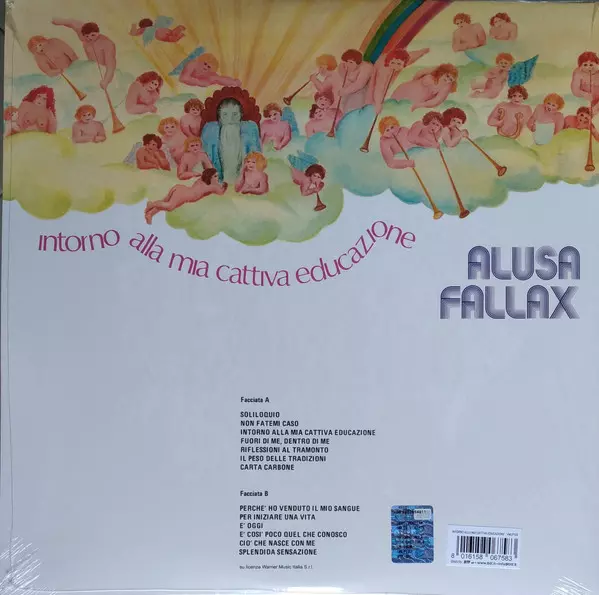 intorno alla mia cattiva educazione
ALUSA
FALLAX
Facciata A
SOLILOQUIO
NON FATEMI CASO
INTORNO ALLA MIA CATTIVA EDUCAZIONE
FUORI DI ME, DENTRO DI ME
RIFLESSIONI AL TRAMONTO
IL PESO DELLE TRADIZIONI
CARTA CARBONE
Facciata B
PERCHE' HO VENDUTO IL MIO SANGUE
PER INIZIARE UNA VITA
E' OGGI
E' COSI' POCO QUEL CHE CONOSCO
CIO' CHE NASCE CON ME
SPLENDIDA SENSAZIONE
su licenza Warner Music Italia S.r.l.
8 016158 067583